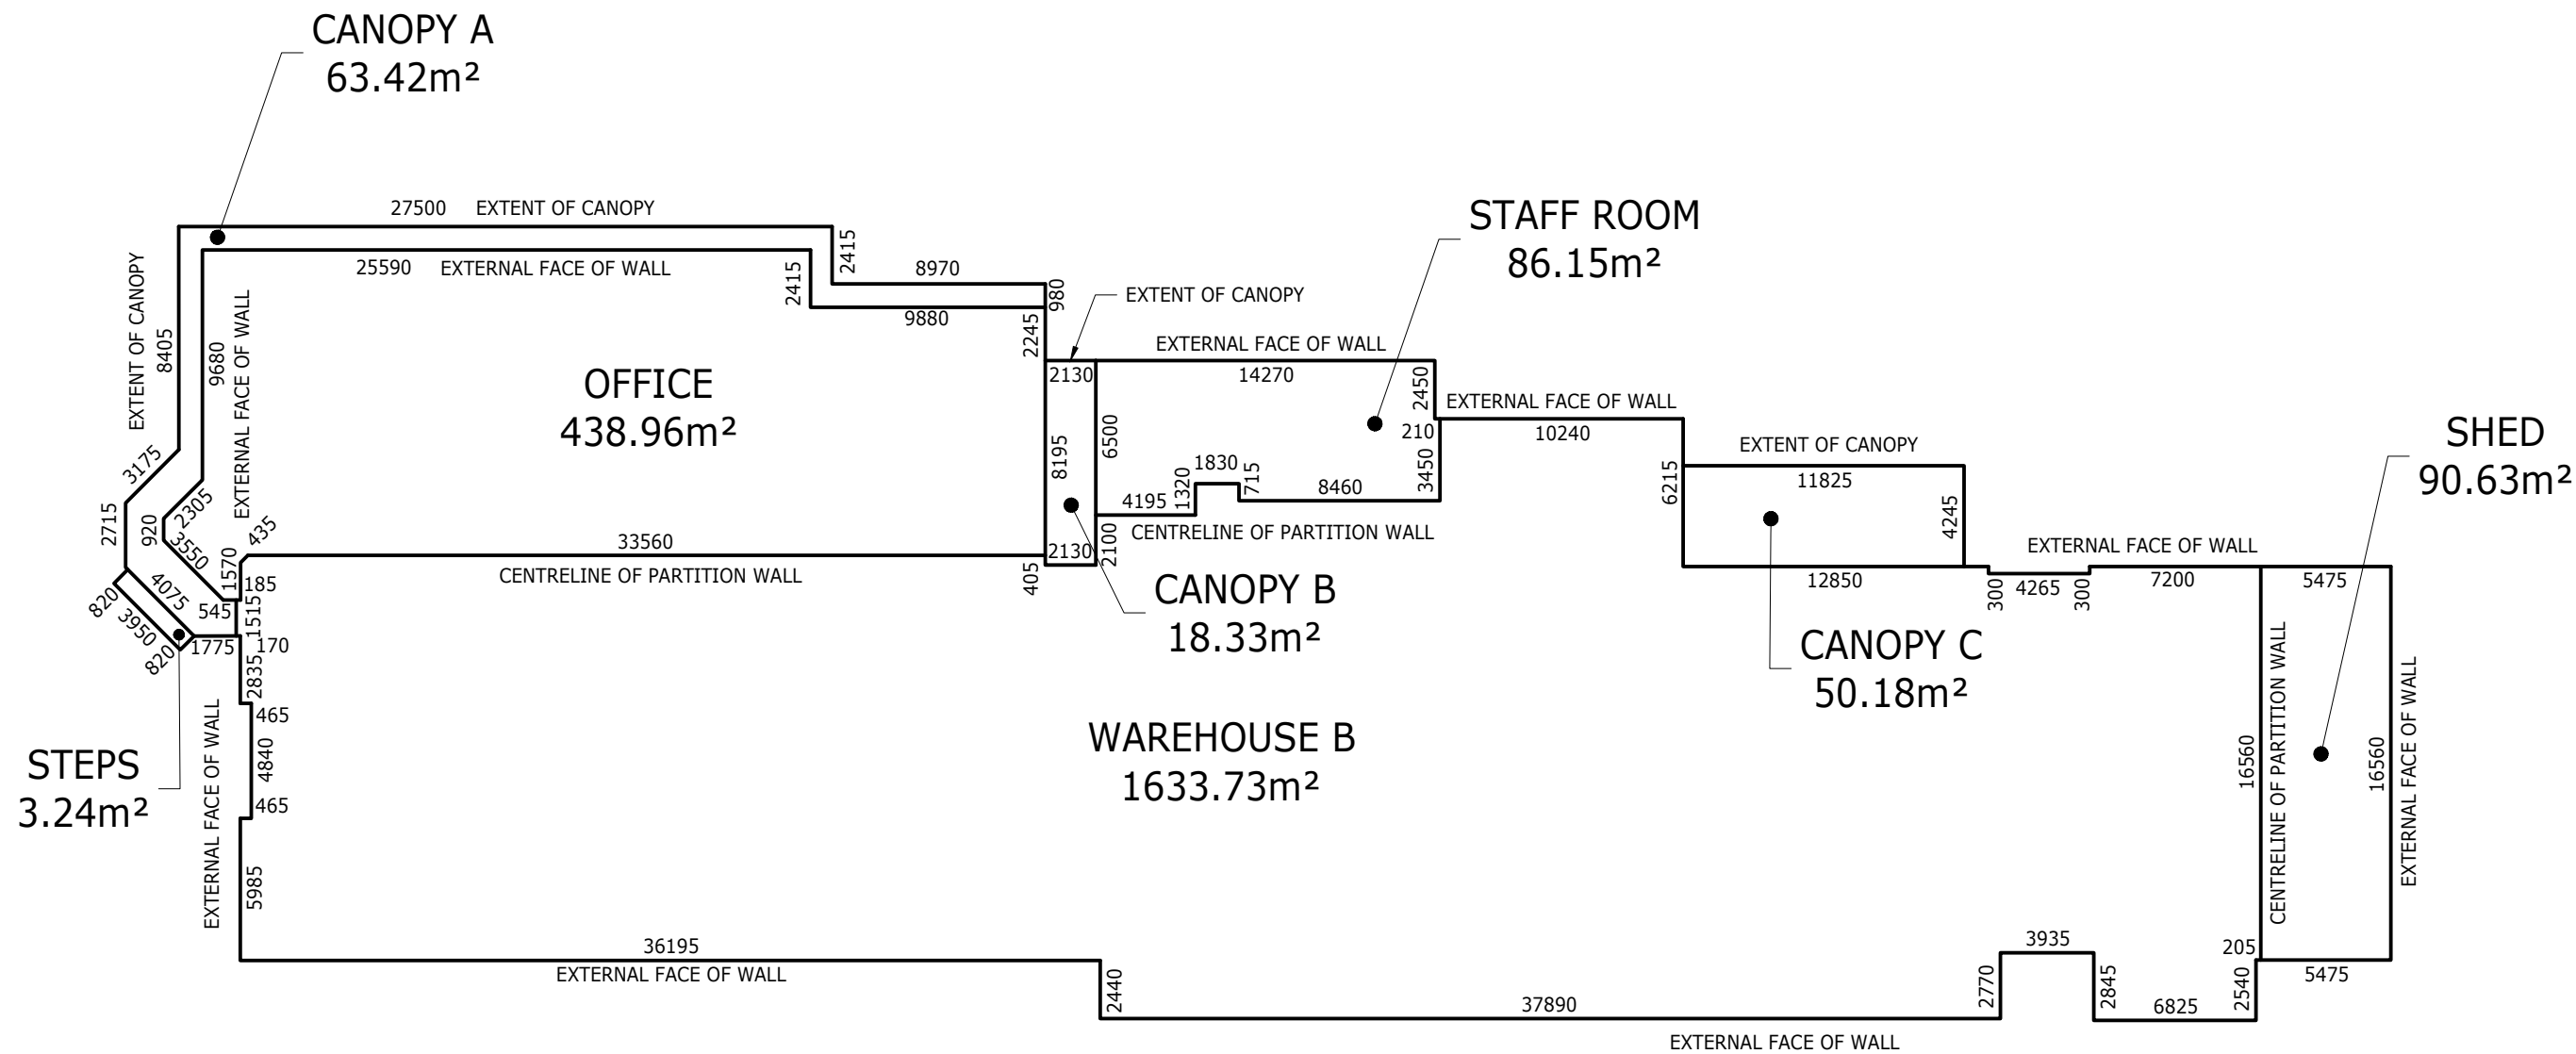 CANOPY A
63.42m²
27500 EXTENT OF CANOPY
2415
25590 EXTERNAL FACE OF WALL
2415
8970
980
9880
2245
EXTENT OF CANOPY
8405
9680
EXTERNAL FACE OF WALL
OFFICE
438.96m²
EXTENT OF CANOPY
STAFF ROOM
86.15m²
EXTERNAL FACE OF WALL
2130
14270
2450
EXTERNAL FACE OF WALL
210
10240
8195
6500
1830
1320
715
3450
4195
8460
CENTRELINE OF PARTITION WALL
6215
EXTENT OF CANOPY
11825
4245
SHED
90.63m²
3175
2715
920
2305
3550
435
1570
185
33560
CENTRELINE OF PARTITION WALL
2130
2100
405
CANOPY B
18.33m²
12850
300
4265
300
EXTERNAL FACE OF WALL
7200
5475
CANOPY C
50.18m²
820
4075
3950
820
545
1515
1775
170
2835
465
4840
465
5985
EXTERNAL FACE OF WALL
STEPS
3.24m²
WAREHOUSE B
1633.73m²
16560
CENTRELINE OF PARTITION WALL
16560
EXTERNAL FACE OF WALL
36195
EXTERNAL FACE OF WALL
2440
37890
EXTERNAL FACE OF WALL
2770
3935
2845
6825
2540
205
5475